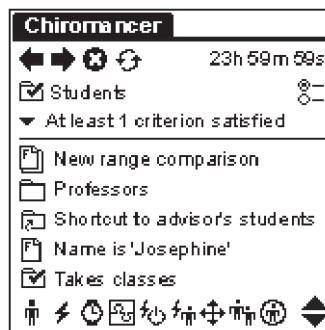 Chiromancer
23h 59m 59s
Students
At least 1 criterion satisfied
New range comparison
Professors
Shortcut to advisor's students
Name is 'Josephine'
Takes classes